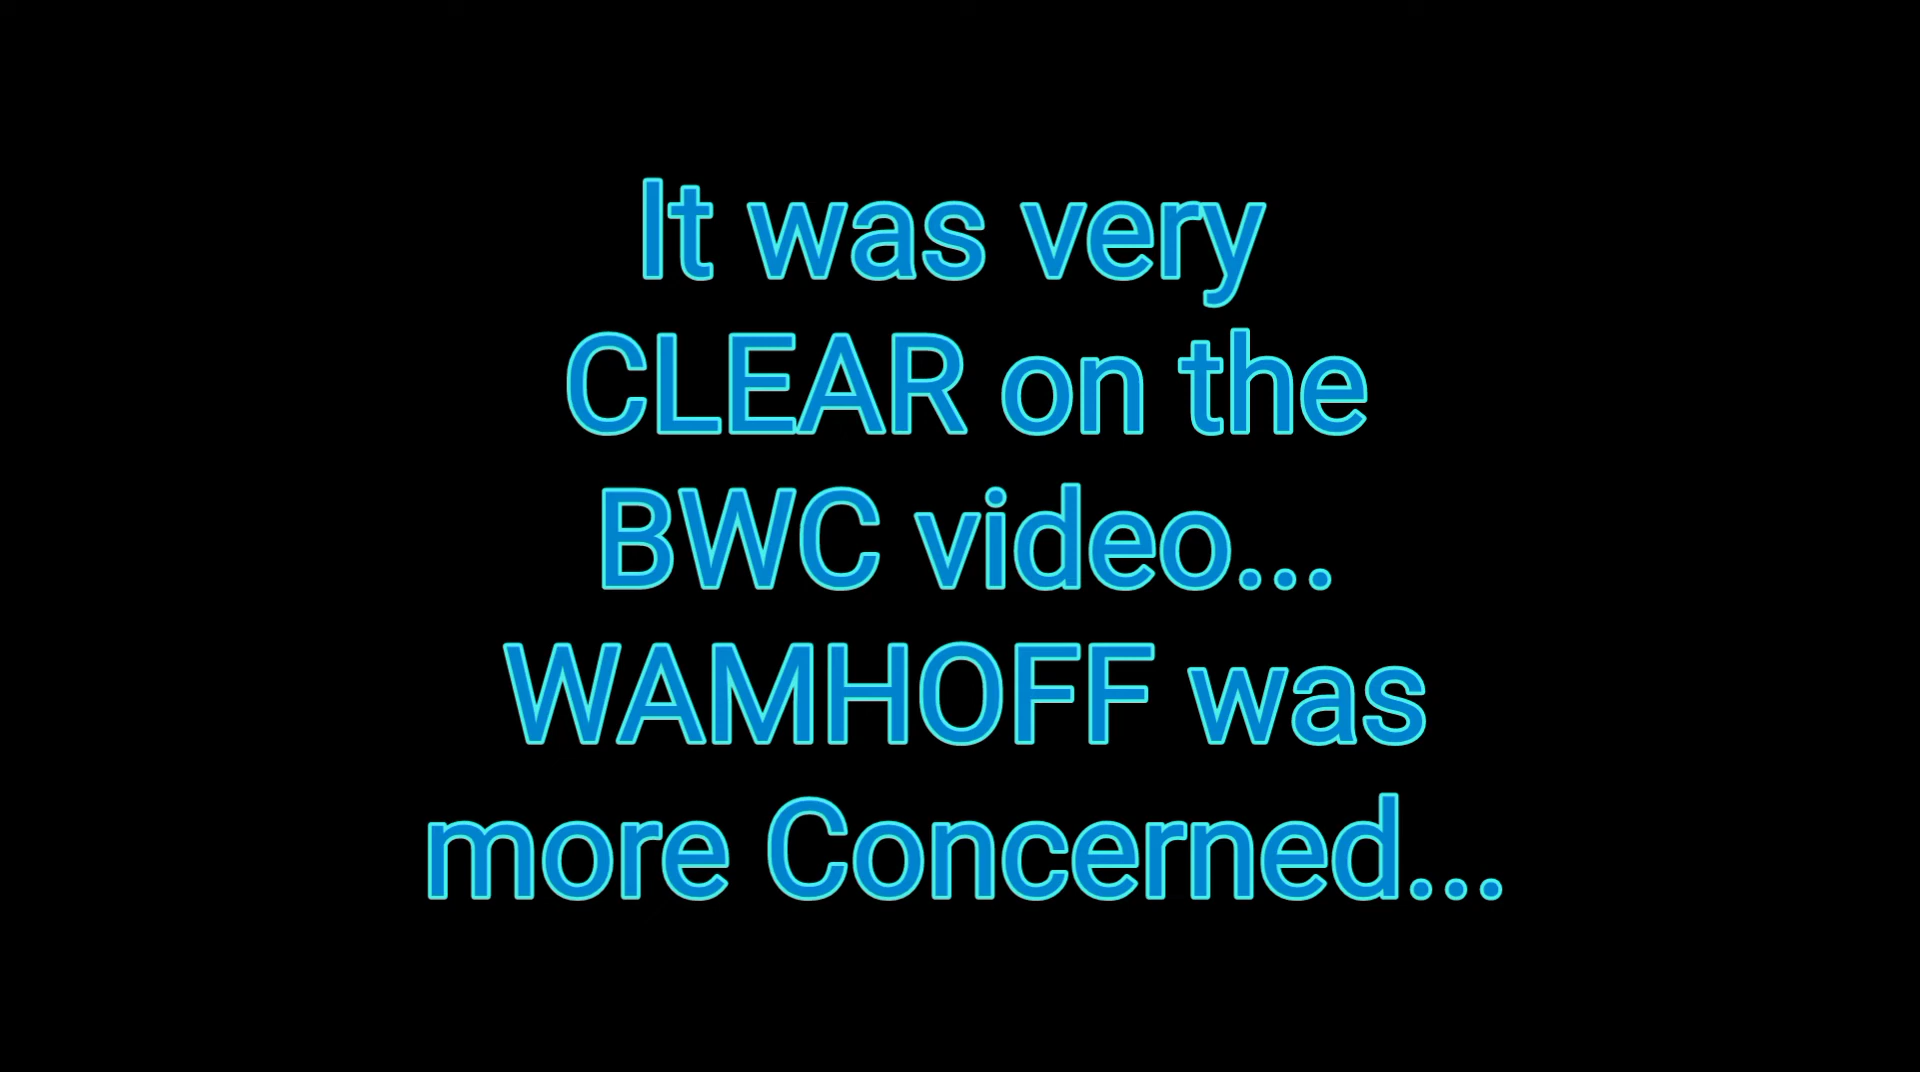 It was very
CLEAR on the
BWC video...
WAMHOFF was
more Concerned...